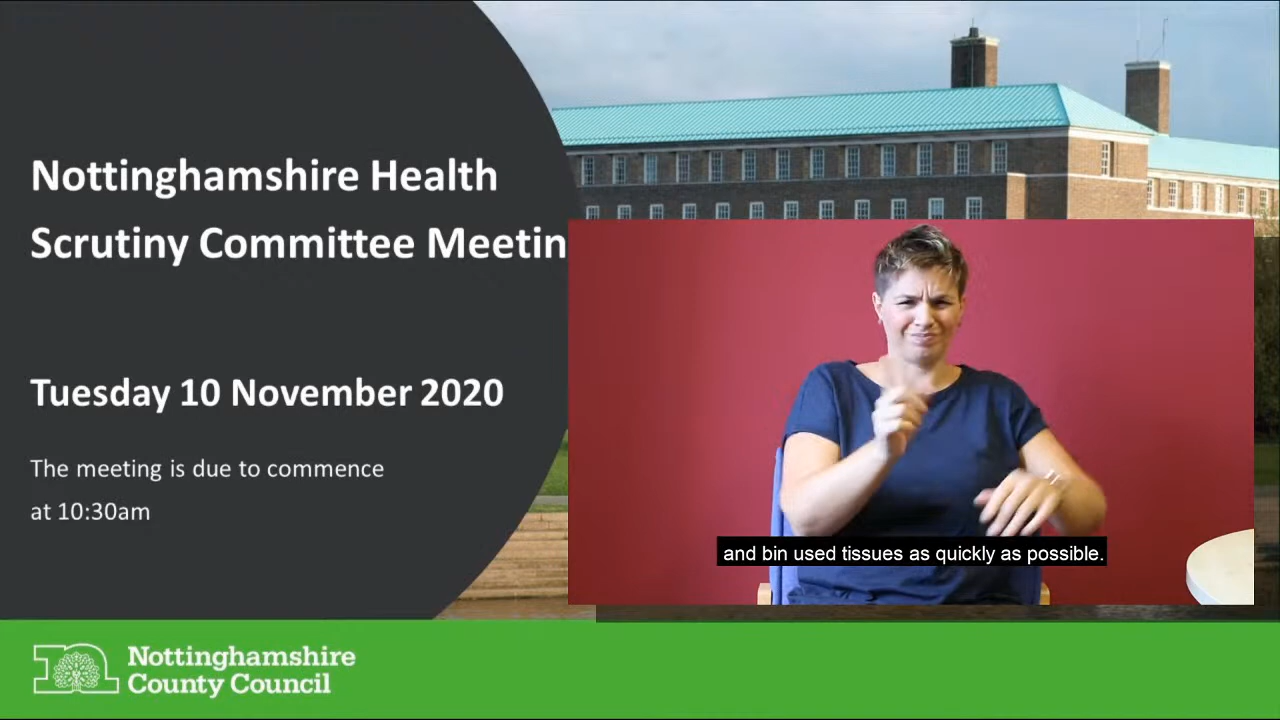 Nottinghamshire Health
Scrutiny Committee Meetin
Tuesday 10 November 2020
The meeting is due to commence
at 10:30am
and bin used tissues as quickly as possible.
Nottinghamshire
County Council